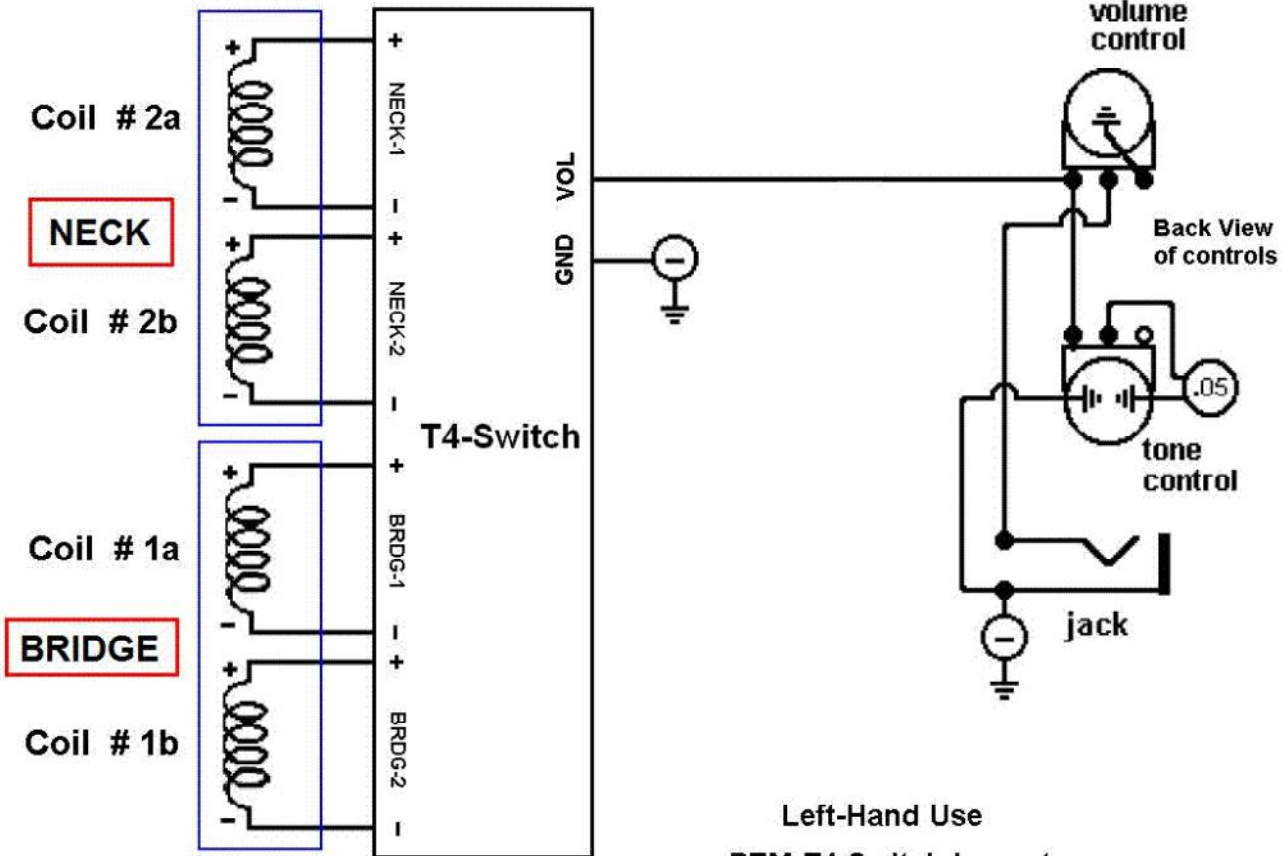 volume
control
+
+
Coil # 2a
NECK-1
-
-
NECK
VOL
+
+
Coil # 2b
NECK-2
GND
-
Back View
of controls
-
-
T4-Switch
.05
tone
control
+
+
Coil # 1a
BRDG-1
-
-
BRIDGE
jack
-
+
+
Coil # 1b
BRDG-2
-
-
Left-Hand Use